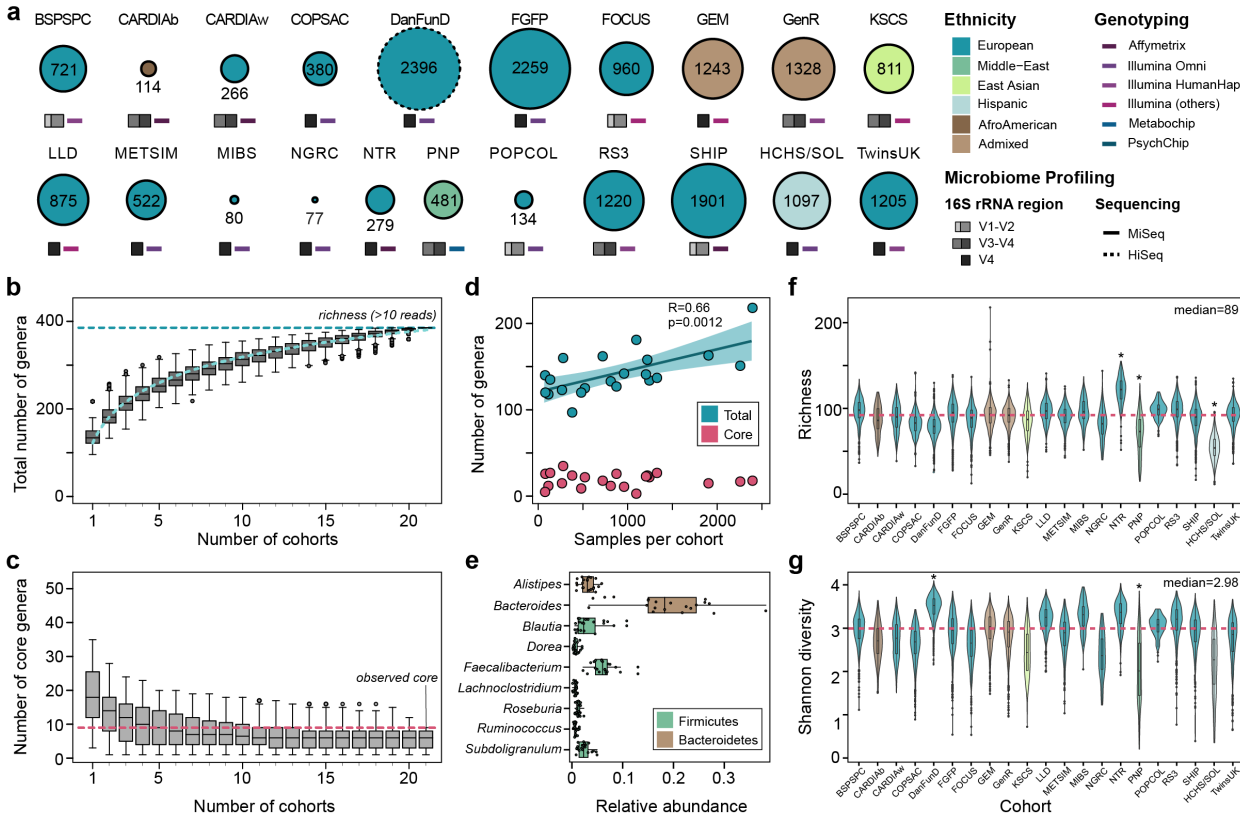 a
BSPSPC CARDIAb CARDIAw COPSAC DanFunD FGFP FOCUS GEM GenR KSCS
721 114 266 380 2396 2259 960 1243 1328 811
LLD METSIM MIBS NGRC NTR PNP POPCOL RS3 SHIP HCHS/SOL TwinsUK
875 522 80 77 279 481 134 1220 1901 1097 1205
Ethnicity
European
Middle-East
East Asian
Hispanic
AfroAmerican
Admixed
Genotyping
Affymetrix
Illumina Omni
Illumina HumanHap
Illumina (others)
Metabochip
PsychChip
Microbiome Profiling
16S rRNA region
V1-V2
V3-V4
V4
Sequencing
MiSeq
HiSeq
b
richness (>10 reads)
Total number of genera
400
200
0
1 5 10 15 20
Number of cohorts
c
observed core
Number of core genera
50
40
30
20
10
0
1 5 10 15 20
Number of cohorts
d
R=0.66
p=0.0012
Number of genera
200
150
100
50
0
Total
Core
0 1000 2000
Samples per cohort
e
Alistipes
Bacteroides
Blautia
Dorea
Faecalibacterium
Lachnoclostridium
Roseburia
Ruminococcus
Subdoligranulum
Firmicutes
Bacteroidetes
0 0.1 0.2 0.3
Relative abundance
f
median=89
Richness
200
100
0
* * *
BSPSPC CARDIAb CARDIAw COPSAC DanFunD FGFP FOCUS GEM GenR KSCS LLD METSIM MIBS NGRC NTR PNP POPCOL RS3 SHIP HCHS/SOL TwinsUK
g
median=2.98
Shannon diversity
4
3
2
1
0
* *
BSPSPC CARDIAb CARDIAw COPSAC DanFunD FGFP FOCUS GEM GenR KSCS LLD METSIM MIBS NGRC NTR PNP POPCOL RS3 SHIP HCHS/SOL TwinsUK
Cohort